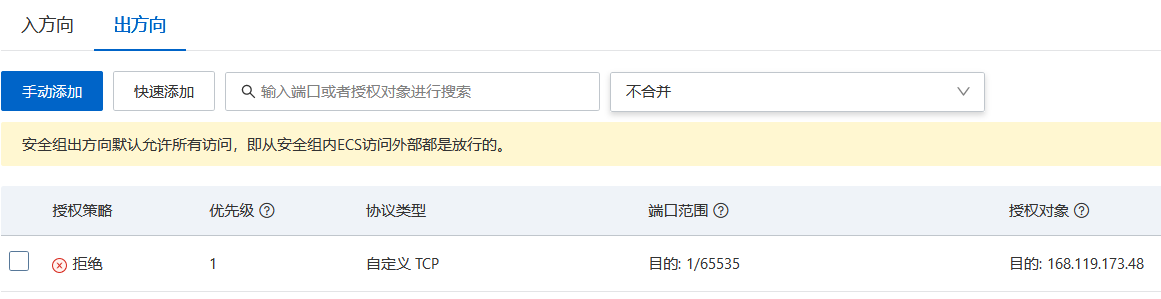 入方向 出方向
手动添加 快速添加 输入端口或者授权对象进行搜索 不合并
安全组出方向默认允许所有访问，即从安全组内ECS访问外部都是放行的。
授权策略 优先级 协议类型 端口范围 授权对象
拒绝 1 自定义 TCP 目的: 1/65535 目的: 168.119.173.48